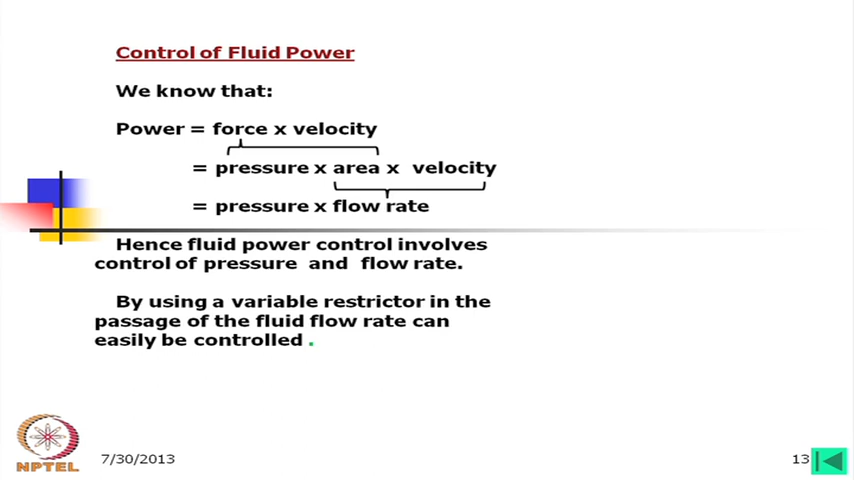 Control of Fluid Power
We know that:
Power = force x velocity
= pressure x area x velocity
= pressure x flow rate
Hence fluid power control involves
control of pressure and flow rate.
By using a variable restrictor in the
passage of the fluid flow rate can
easily be controlled .
NPTEL
7/30/2013
13